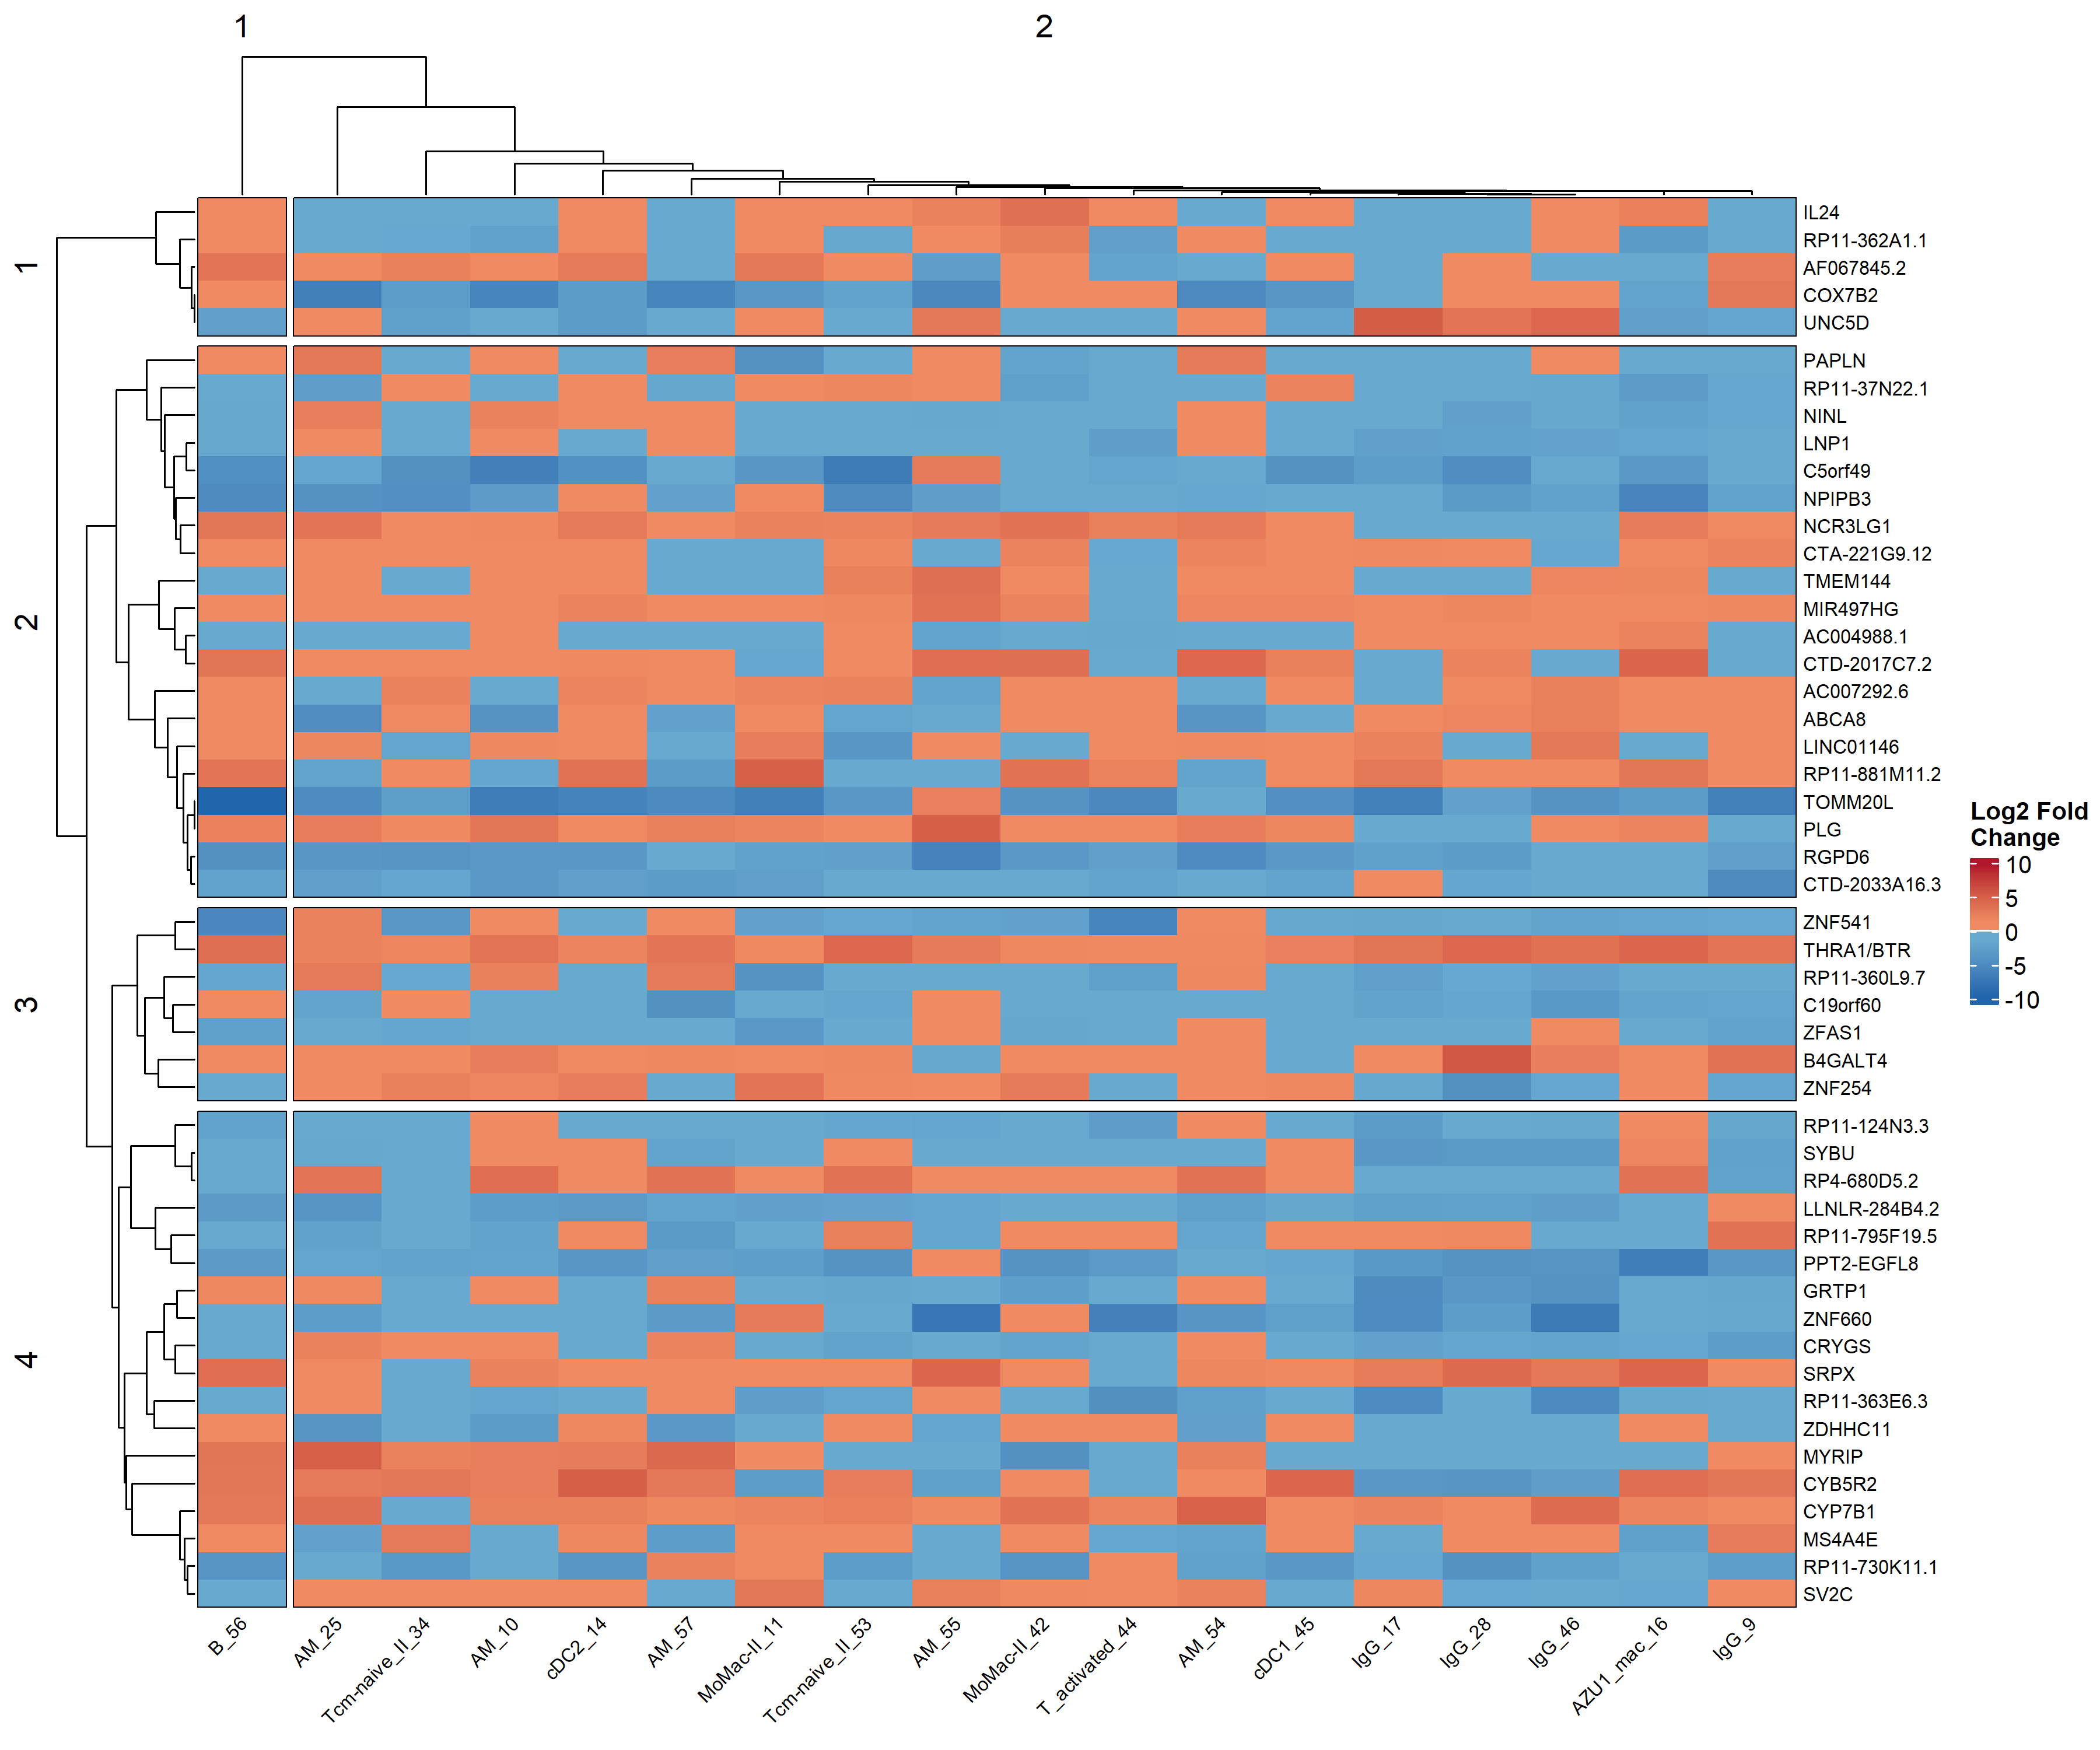 1
2
1
2
3
4
IL24
RP11-362A1.1
AF067845.2
COX7B2
UNC5D
PAPLN
RP11-37N22.1
NINL
LNP1
C5orf49
NPIPB3
NCR3LG1
CTA-221G9.12
TMEM144
MIR497HG
AC004988.1
CTD-2017C7.2
AC007292.6
ABCA8
LINC01146
RP11-881M11.2
TOMM20L
PLG
RGPD6
CTD-2033A16.3
ZNF541
THRA1/BTR
RP11-360L9.7
C19orf60
ZFAS1
B4GALT4
ZNF254
RP11-124N3.3
SYBU
RP4-680D5.2
LLNLR-284B4.2
RP11-795F19.5
PPT2-EGFL8
GRTP1
ZNF660
CRYGS
SRPX
RP11-363E6.3
ZDHHC11
MYRIP
CYB5R2
CYP7B1
MS4A4E
RP11-730K11.1
SV2C
B_56
AM_25
Tcm-naive_II_34
AM_10
cDC2_14
AM_57
MoMac-II_11
Tcm-naive_II_53
AM_55
MoMac-II_42
T_activated_44
AM_54
cDC1_45
IgG_17
IgG_28
IgG_46
AZU1_mac_16
IgG_9
Log2 Fold
Change
10
5
0
-5
-10